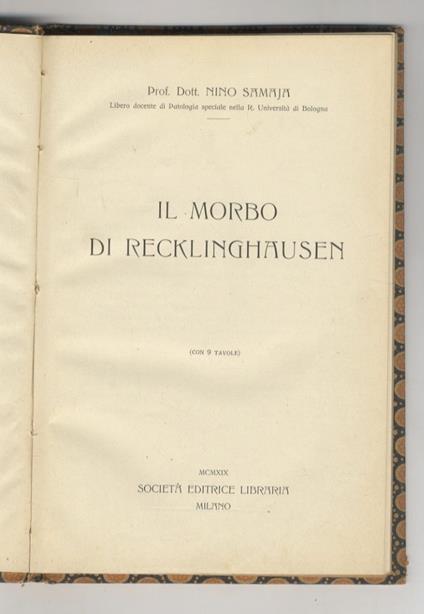 Prof. Dott. NINO SAMAJA
Libero docente di Patologia speciale nella R. Università di Bologna
IL MORBO
DI RECKLINGHAUSEN
(CON 9 TAVOLE)
MCMXIX
SOCIETÀ EDITRICE LIBRARIA
MILANO